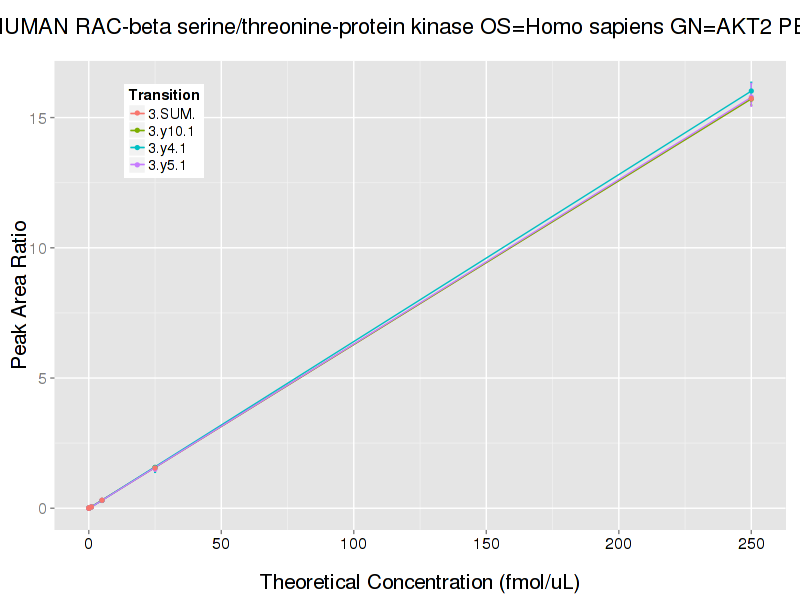 HUMAN RAC-beta serine/threonine-protein kinase OS=Homo sapiens GN=AKT2 PE
Transition
3.SUM.
3.y10.1
3.y4.1
3.y5.1
15
10
5
0
Peak Area Ratio
0 50 100 150 200 250
Theoretical Concentration (fmol/uL)